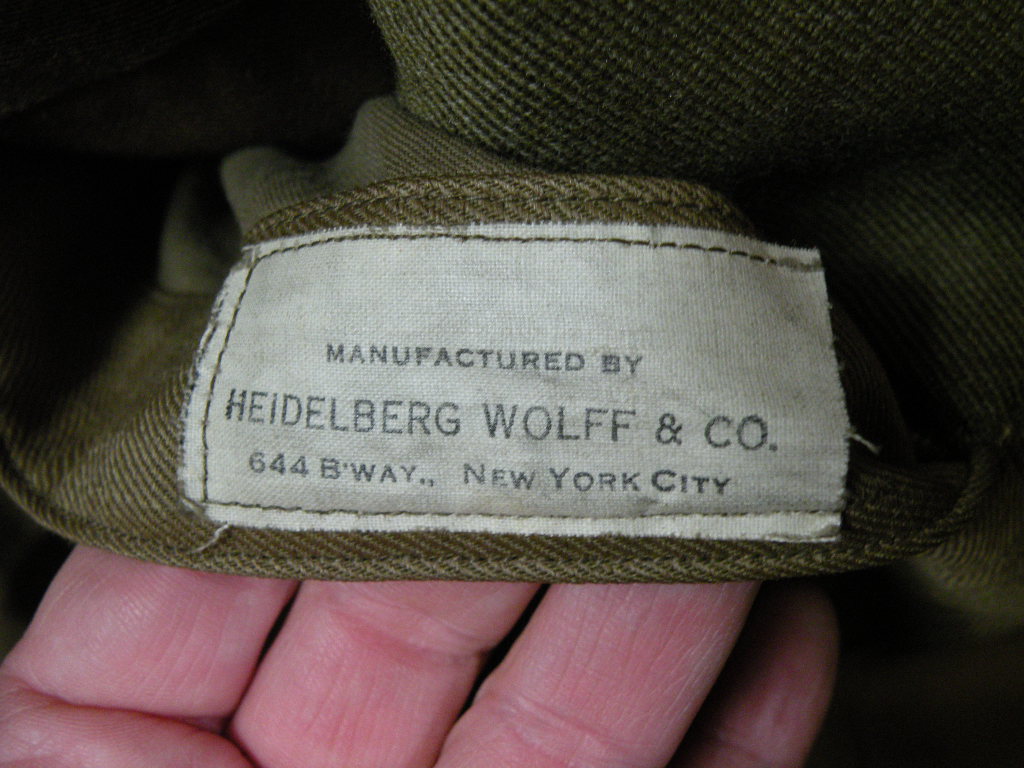 MANUFACTURED BY
HEIDELBERG WOLFF & CO.
644 B'WAY., NEW YORK CITY